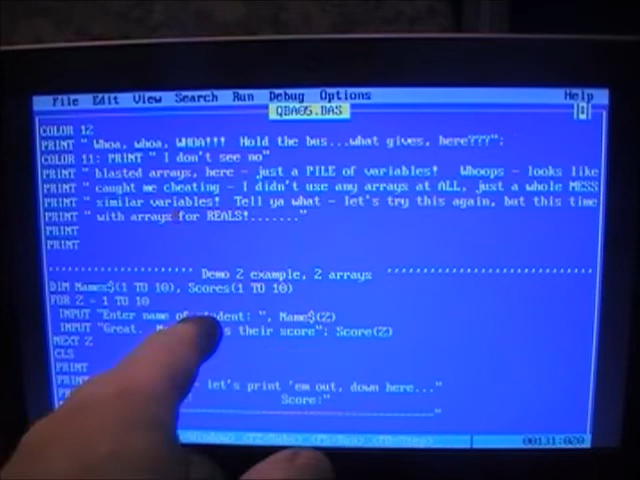 File Edit View Search Run Debug Options Help
QBA05.BAS
COLOR 12
PRINT " Whoa, whoa, WHOA!!! Hold the bus...what gives, here???";
COLOR 11: PRINT " I don't see no"
PRINT " blasted arrays, here - just a PILE of variables! Whoops - looks like
PRINT " caught me cheating - I didn't use any arrays at ALL, just a whole MESS
PRINT " similar variables! Tell ya what - let's try this again, but this time
PRINT " with arrays for REALS!......."
PRINT
PRINT
Demo 2 example, 2 arrays
DIM Names$(1 TO 10), Scores(1 TO 10)
FOR Z = 1 TO 10
INPUT "Enter name of student: ", Name$(Z)
INPUT "Great. s their score"; Score(Z)
NEXT Z
CLS
PRINT
PRIN - let's print 'em out, down here..."
Score:"
00131:020